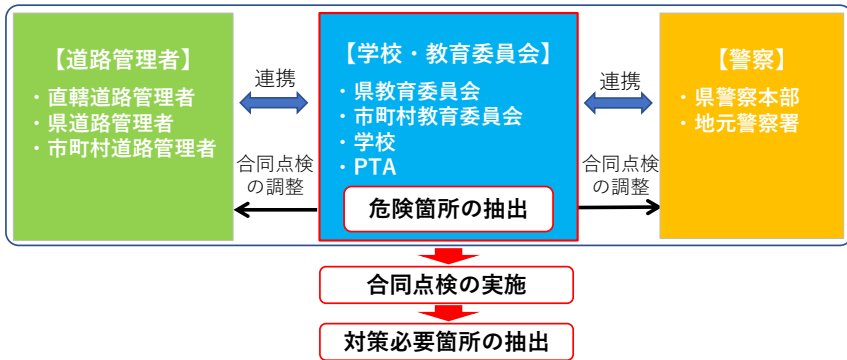 【道路管理者】
・直轄道路管理者
・県道路管理者
・市町村道路管理者
連携
合同点検
の調整
【学校・教育委員会】
・県教育委員会
・市町村教育委員会
・学校
・PTA
危険箇所の抽出
連携
合同点検
の調整
【警察】
・県警察本部
・地元警察署
合同点検の実施
対策必要箇所の抽出